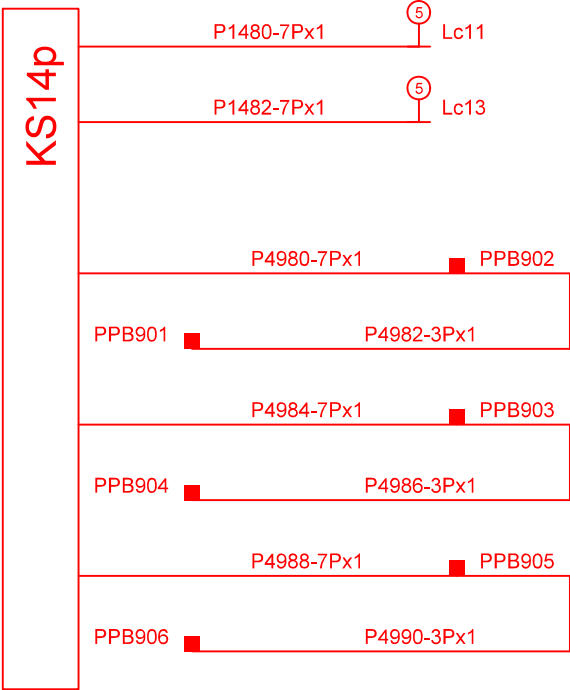 KS14p
5
P1480-7Px1 Lc11
5
P1482-7Px1 Lc13
P4980-7Px1 PPB902
PPB901 P4982-3Px1
P4984-7Px1 PPB903
PPB904 P4986-3Px1
P4988-7Px1 PPB905
PPB906 P4990-3Px1